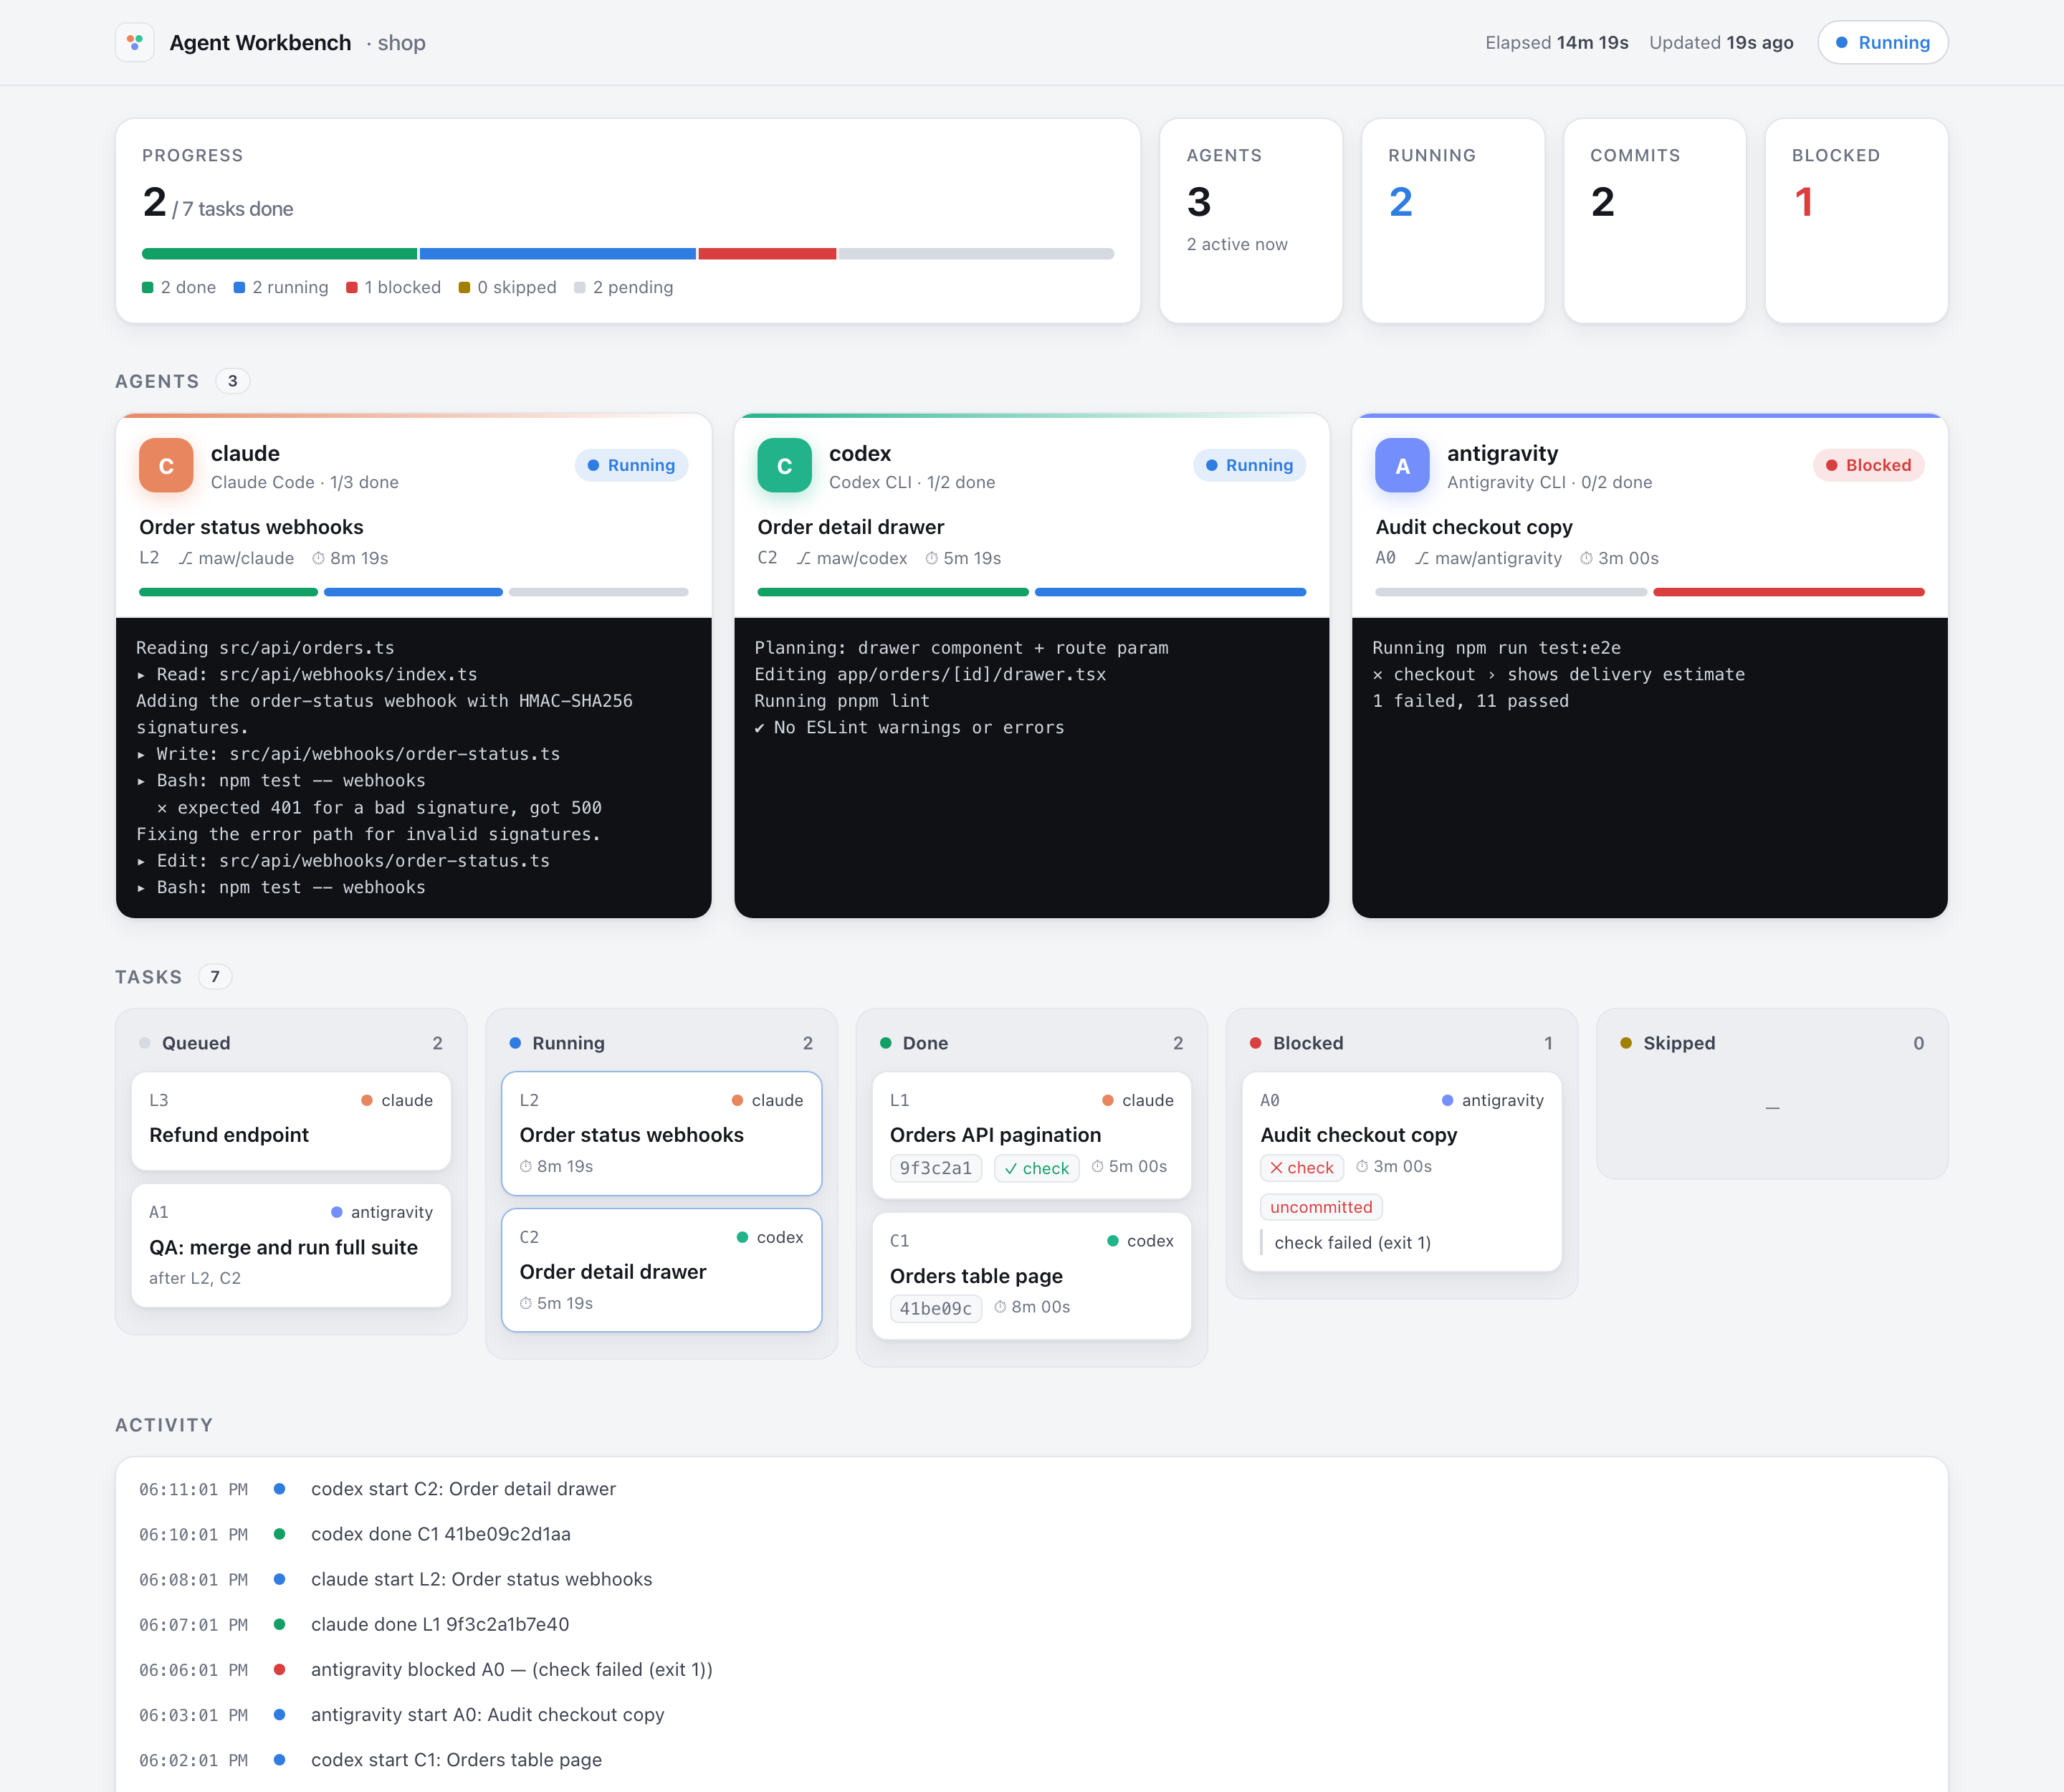 Agent Workbench · shop
Elapsed 14m 19s Updated 19s ago Running
PROGRESS
2 / 7 tasks done
2 done 2 running 1 blocked 0 skipped 2 pending
AGENTS
3
2 active now
RUNNING
2
COMMITS
2
BLOCKED
1
AGENTS 3
C
claude
Claude Code · 1/3 done
Running
Order status webhooks
L2 maw/claude ⏱ 8m 19s
Reading src/api/orders.ts
▸ Read: src/api/webhooks/index.ts
Adding the order-status webhook with HMAC-SHA256
signatures.
▸ Write: src/api/webhooks/order-status.ts
▸ Bash: npm test -- webhooks
× expected 401 for a bad signature, got 500
Fixing the error path for invalid signatures.
▸ Edit: src/api/webhooks/order-status.ts
▸ Bash: npm test -- webhooks
C
codex
Codex CLI · 1/2 done
Running
Order detail drawer
C2 maw/codex ⏱ 5m 19s
Planning: drawer component + route param
Editing app/orders/[id]/drawer.tsx
Running pnpm lint
✔ No ESLint warnings or errors
A
antigravity
Antigravity CLI · 0/2 done
Blocked
Audit checkout copy
A0 maw/antigravity ⏱ 3m 00s
Running npm run test:e2e
× checkout › shows delivery estimate
1 failed, 11 passed
TASKS 7
Queued 2
L3 claude
Refund endpoint
A1 antigravity
QA: merge and run full suite
after L2, C2
Running 2
L2 claude
Order status webhooks
⏱ 8m 19s
C2 codex
Order detail drawer
⏱ 5m 19s
Done 2
L1 claude
Orders API pagination
9f3c2a1 ✓ check ⏱ 5m 00s
C1 codex
Orders table page
41be09c ⏱ 8m 00s
Blocked 1
A0 antigravity
Audit checkout copy
✕ check ⏱ 3m 00s
uncommitted
check failed (exit 1)
Skipped 0
—
ACTIVITY
06:11:01 PM codex start C2: Order detail drawer
06:10:01 PM codex done C1 41be09c2d1aa
06:08:01 PM claude start L2: Order status webhooks
06:07:01 PM claude done L1 9f3c2a1b7e40
06:06:01 PM antigravity blocked A0 — (check failed (exit 1))
06:03:01 PM antigravity start A0: Audit checkout copy
06:02:01 PM codex start C1: Orders table page